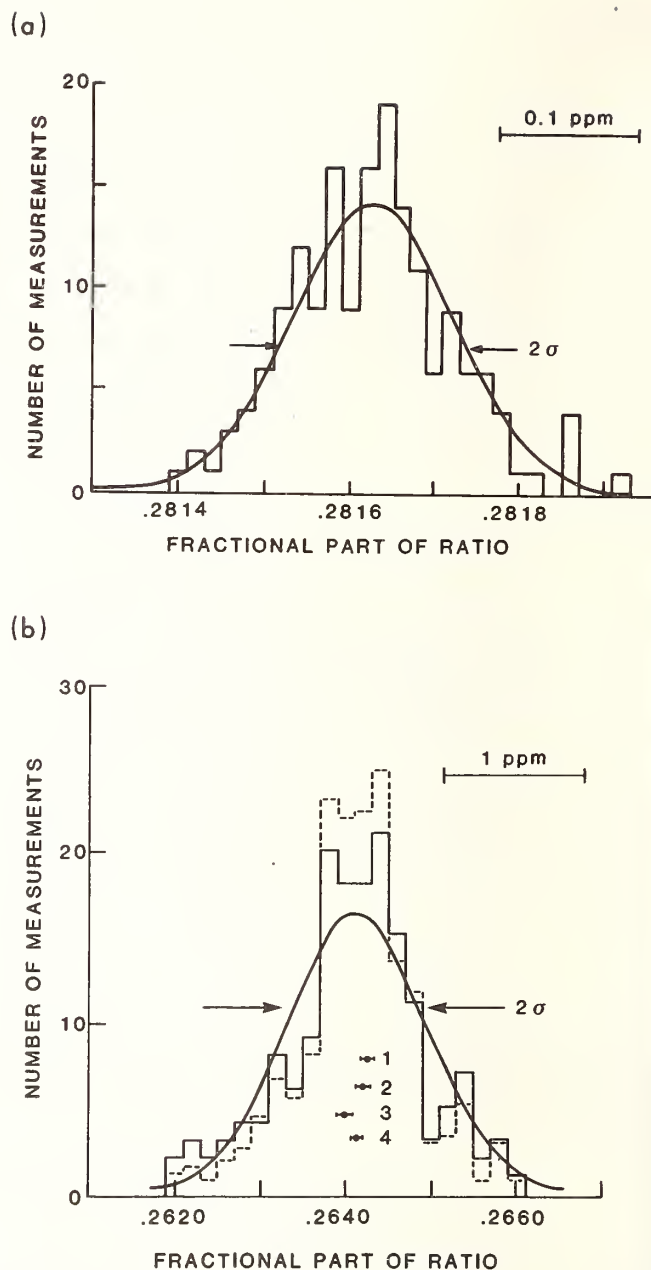 (a)
20
0.1 ppm
10
2σ
0
.2814 .2816 .2818
NUMBER OF MEASUREMENTS
FRACTIONAL PART OF RATIO
(b)
30
1 ppm
20
10
2σ
1
2
3
4
0
.2620 .2640 .2660
NUMBER OF MEASUREMENTS
FRACTIONAL PART OF RATIO